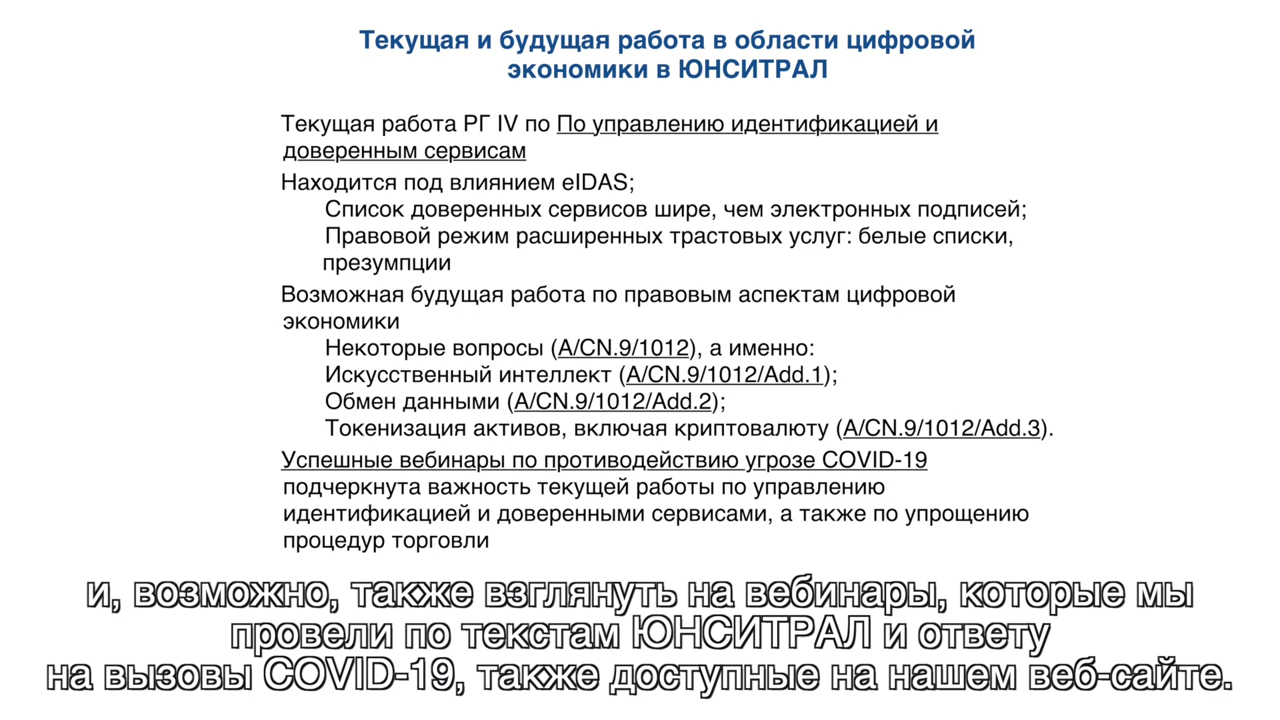 Текущая и будущая работа в области цифровой
экономики в ЮНСИТРАЛ
Текущая работа РГ IV по По управлению идентификацией и
доверенным сервисам
Находится под влиянием eIDAS;
Список доверенных сервисов шире, чем электронных подписей;
Правовой режим расширенных трастовых услуг: белые списки,
презумпции
Возможная будущая работа по правовым аспектам цифровой
экономики
Некоторые вопросы (A/CN.9/1012), а именно:
Искусственный интеллект (A/CN.9/1012/Add.1);
Обмен данными (A/CN.9/1012/Add.2);
Токенизация активов, включая криптовалюту (A/CN.9/1012/Add.3).
Успешные вебинары по противодействию угрозе COVID-19
подчеркнута важность текущей работы по управлению
идентификацией и доверенными сервисами, а также по упрощению
процедур торговли
и, возможно, также взглянуть на вебинары, которые мы
провели по текстам ЮНСИТРАЛ и ответу
на вызовы COVID-19, также доступные на нашем веб-сайте.